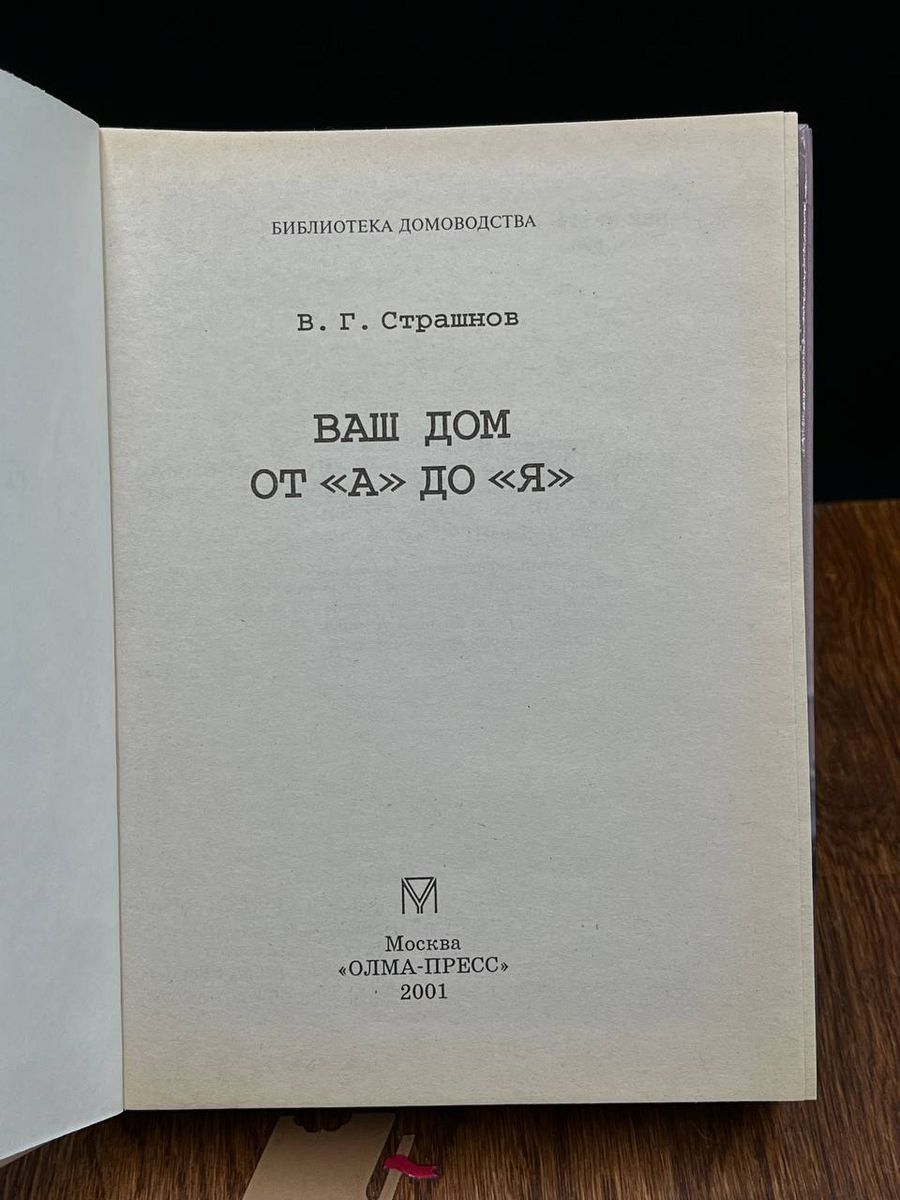 БИБЛИОТЕКА ДОМОВОДСТВА
В. Г. Страшнов
ВАШ ДОМ
ОТ «А» ДО «Я»
Москва
«ОЛМА-ПРЕСС»
2001